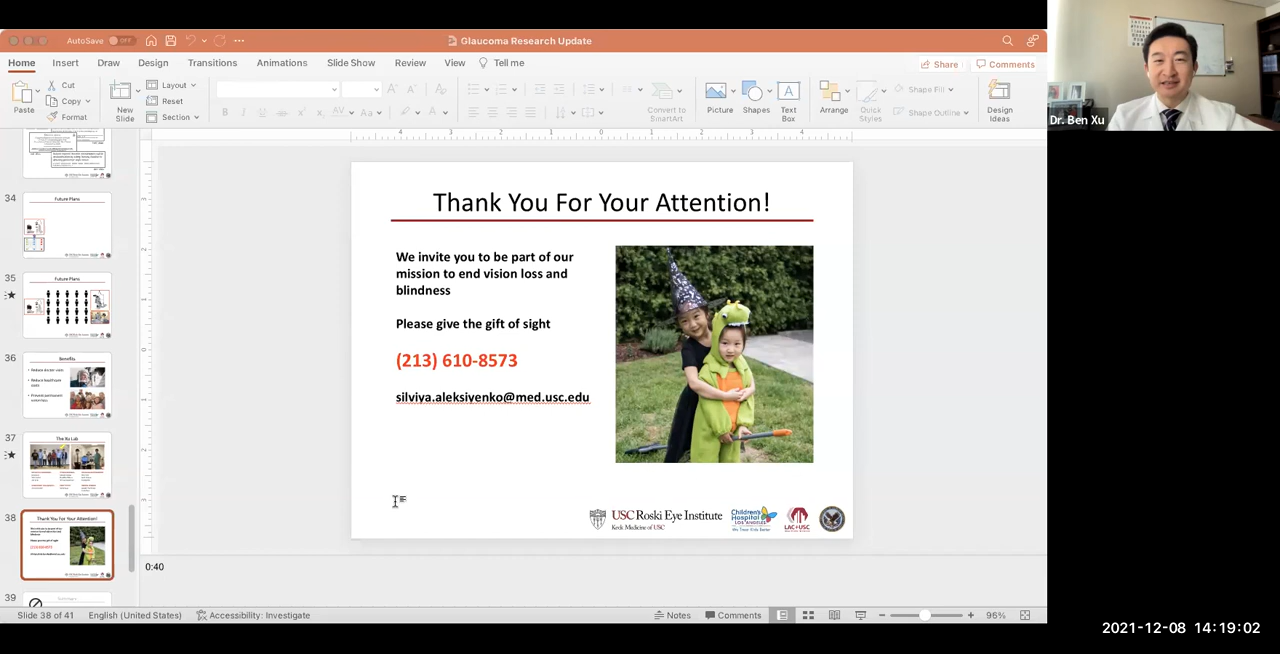 AutoSave
OFF
Glaucoma Research Update
Home Insert Draw Design Transitions Animations Slide Show Review View Tell me
Share Comments
Paste
Cut
Copy
Format
New
Slide
Layout
Reset
Section
Convert to
SmartArt
Picture
Shapes
Text
Box
Arrange
Quick
Styles
Shape Fill
Shape Outline
Design
Ideas
Dr. Ben Xu
34
Future Plans
35
Future Plans
36
Benefits
37
The Xu Lab
38
Thank You For Your Attention!
39
Summary
Thank You For Your Attention!
We invite you to be part of our
mission to end vision loss and
blindness
Please give the gift of sight
(213) 610-8573
silviya.aleksiyenko@med.usc.edu
USC Roski Eye Institute
Keck Medicine of USC
Children's
Hospital
LOS ANGELES
We Treat Kids Better
LAC+USC
0:40
Slide 38 of 41 English (United States) Accessibility: Investigate
Notes Comments 96%
2021-12-08 14:19:02